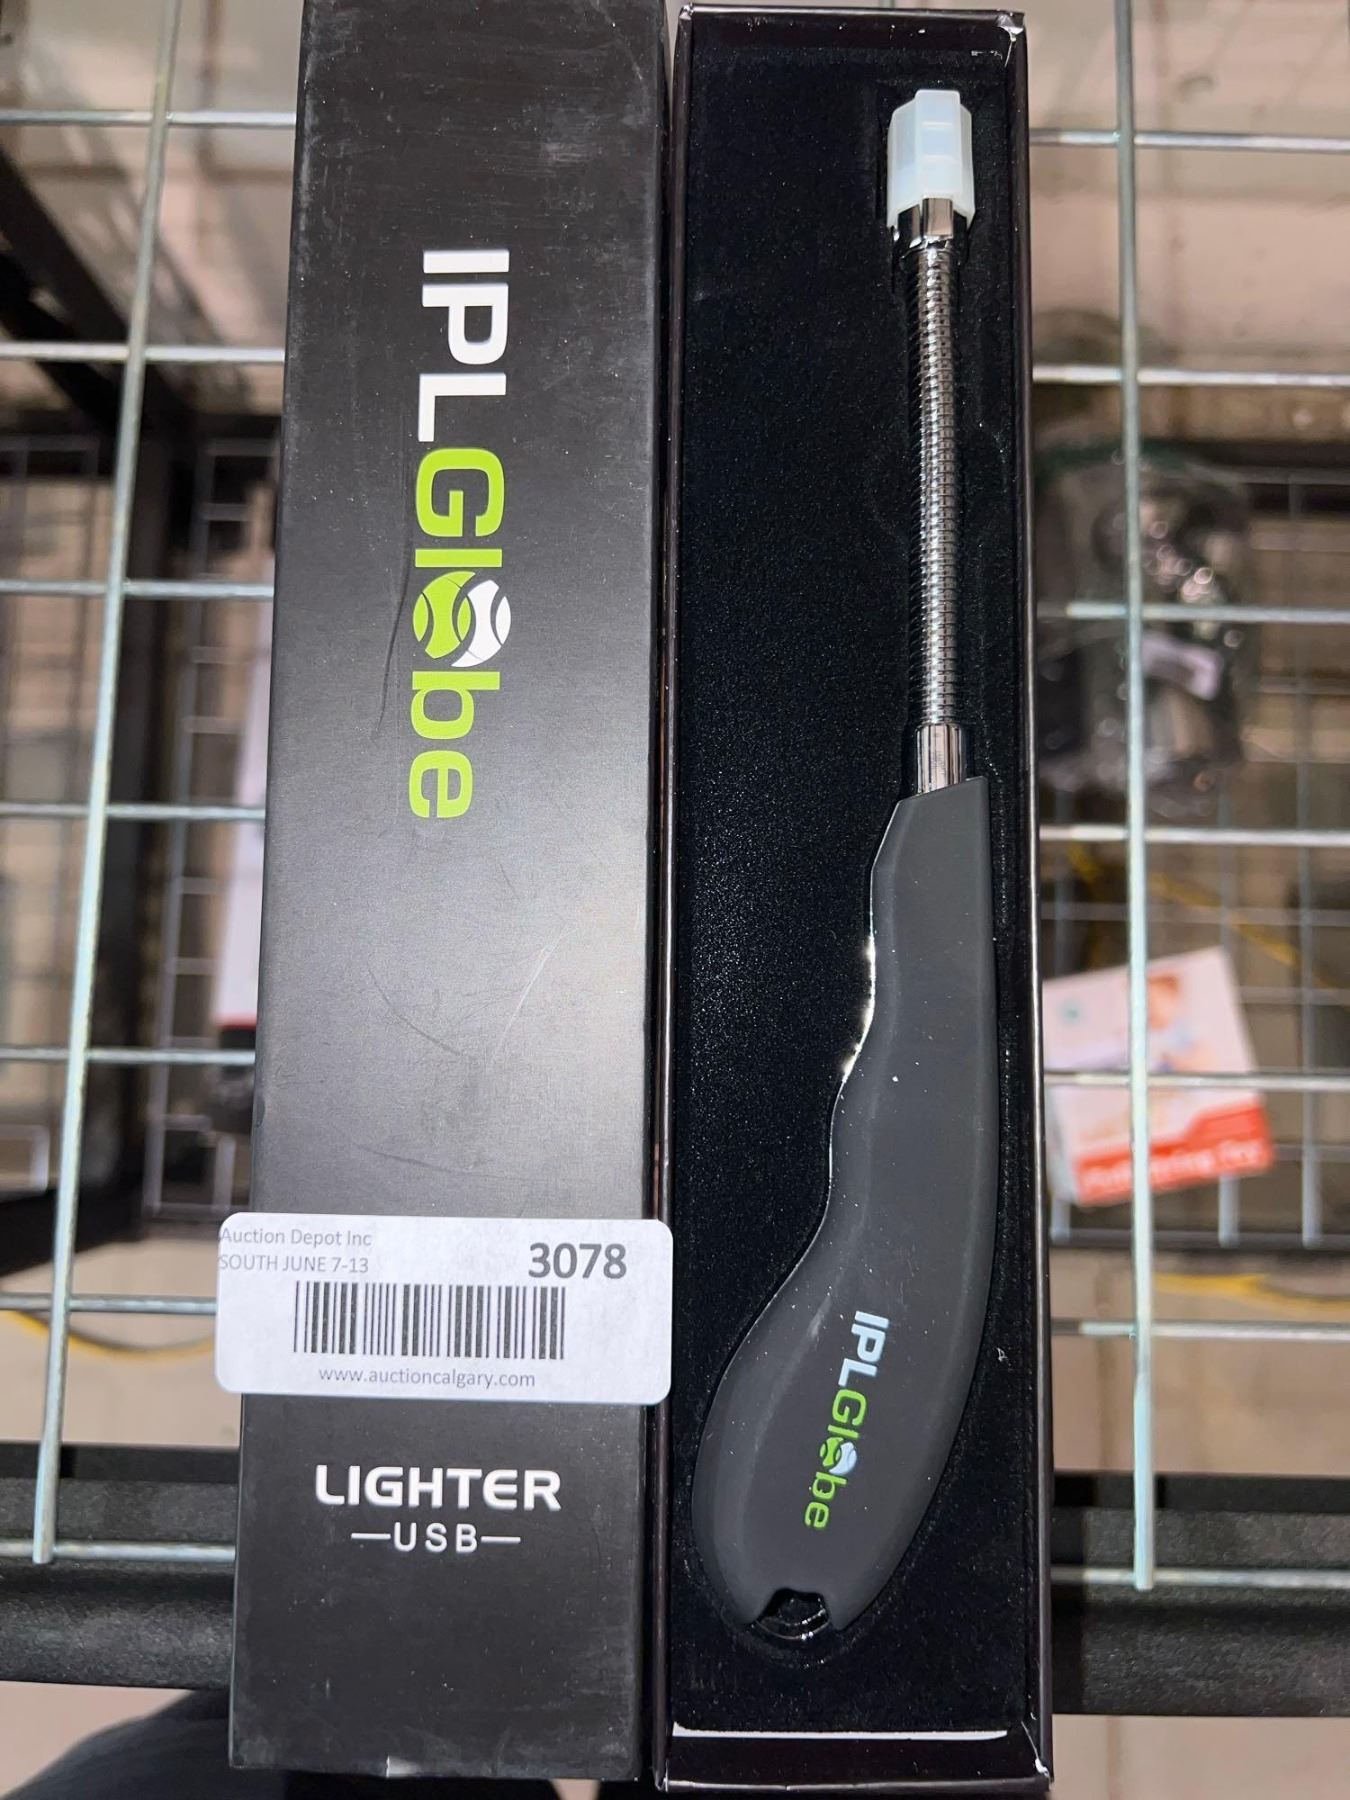 IPLGlobe
Auction Depot Inc
SOUTH JUNE 7-13
3078
www.auctioncalgary.com
LIGHTER
—USB—
IPLGlobe